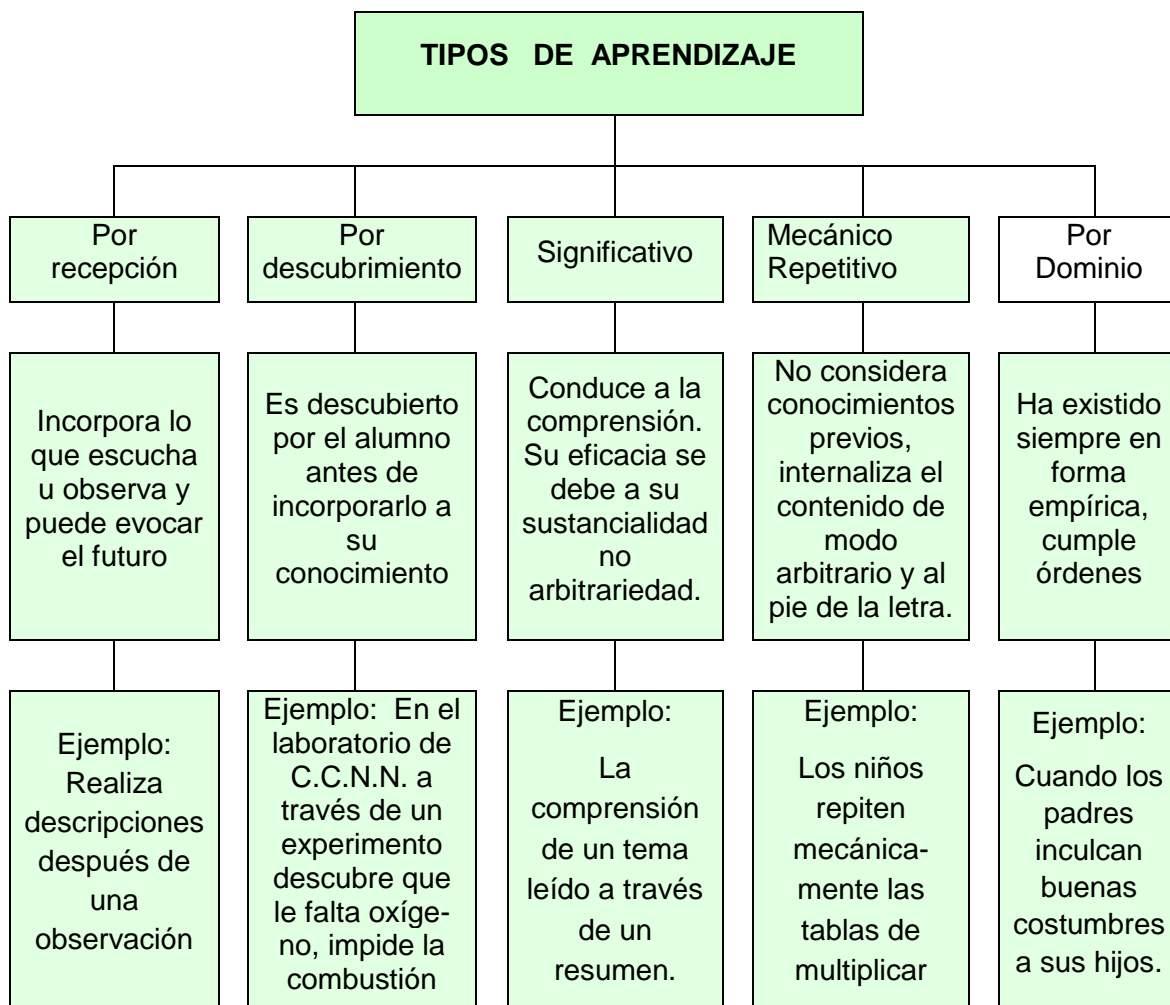 TIPOS DE APRENDIZAJE
Por
recepción
Por
descubrimiento
Significativo
Mecánico
Repetitivo
Por
Dominio
Incorpora lo
que escucha
u observa y
puede evocar
el futuro
Es descubierto
por el alumno
antes de
incorporarlo a
su
conocimiento
Conduce a la
comprensión.
Su eficacia se
debe a su
sustancialidad
no
arbitrariedad.
No considera
conocimientos
previos,
internaliza el
contenido de
modo
arbitrario y al
pie de la letra.
Ha existido
siempre en
forma
empírica,
cumple
órdenes
Ejemplo:
Realiza
descripciones
después de
una
observación
Ejemplo: En el
laboratorio de
C.C.N.N. a
través de un
experimento
descubre que
le falta oxíge-
no, impide la
combustión
Ejemplo:
La
comprensión
de un tema
leído a través
de un
resumen.
Ejemplo:
Los niños
repiten
mecánica-
mente las
tablas de
multiplicar
Ejemplo:
Cuando los
padres
inculcan
buenas
costumbres
a sus hijos.